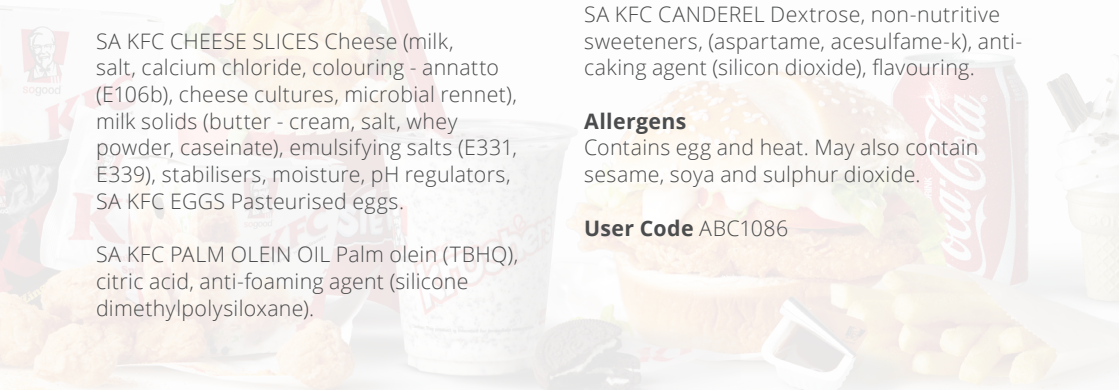 SA KFC CHEESE SLICES Cheese (milk,
salt, calcium chloride, colouring - annatto
(E106b), cheese cultures, microbial rennet),
milk solids (butter - cream, salt, whey
powder, caseinate), emulsifying salts (E331,
E339), stabilisers, moisture, pH regulators,
SA KFC EGGS Pasteurised eggs.
SA KFC PALM OLEIN OIL Palm olein (TBHQ),
citric acid, anti-foaming agent (silicone
dimethylpolysiloxane).
SA KFC CANDEREL Dextrose, non-nutritive
sweeteners, (aspartame, acesulfame-k), anti-
caking agent (silicon dioxide), flavouring.
Allergens
Contains egg and heat. May also contain
sesame, soya and sulphur dioxide.
User Code ABC1086
KFC
sogood
Coca-Cola